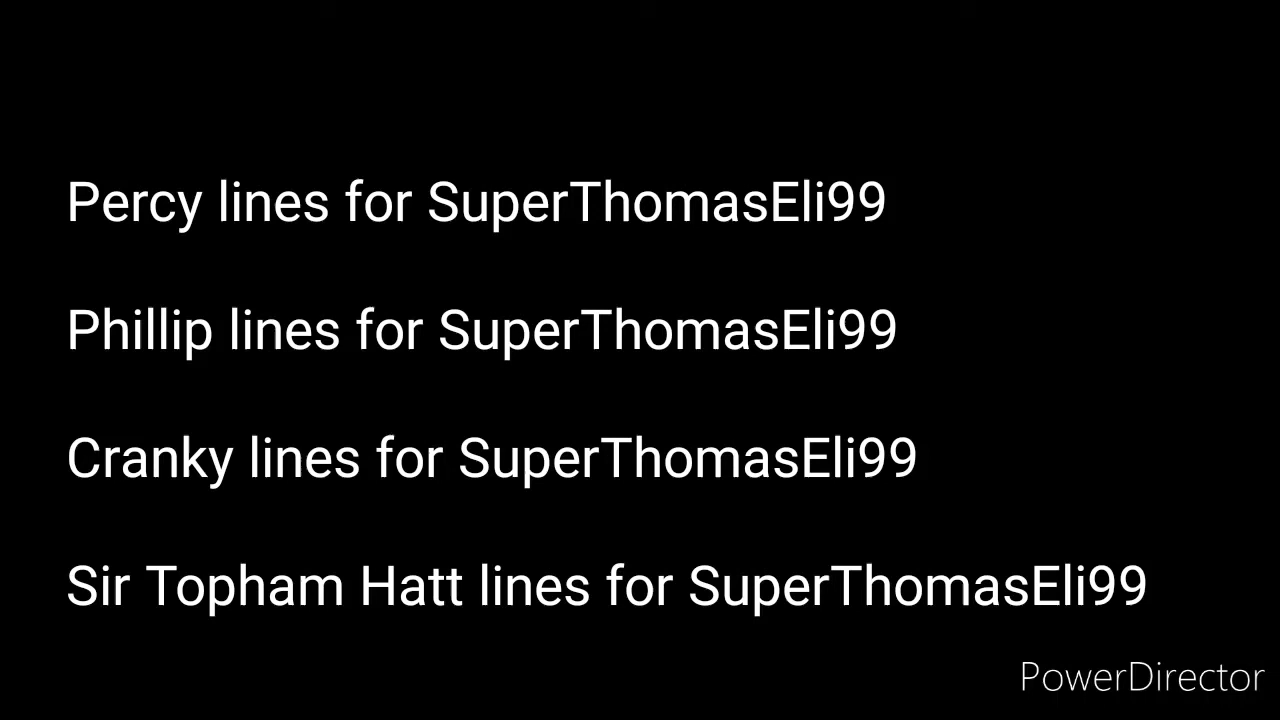 Percy lines for SuperThomasEli99
Phillip lines for SuperThomasEli99
Cranky lines for SuperThomasEli99
Sir Topham Hatt lines for SuperThomasEli99
PowerDirector